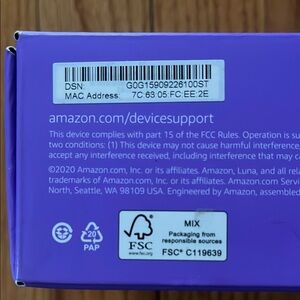 DSN: G0G15909226100ST
MAC Address: 7C:63:05:FC:EE:2E
amazon.com/devicesupport
This device complies with part 15 of the FCC Rules. Operation is su
two conditions: (1) This device may not cause harmful interference,
accept any interference received, including interference that may ca
©2020 Amazon.com, Inc. or its affiliates. Amazon, Luna, and all rela
trademarks of Amazon.com, Inc. or its affiliates. Amazon.com Servi
North, Seattle, WA 98109 USA. Engineered by Amazon, assembled
20
PAP
FSC
www.fsc.org
MIX
Packaging from
responsible sources
FSC® C119639